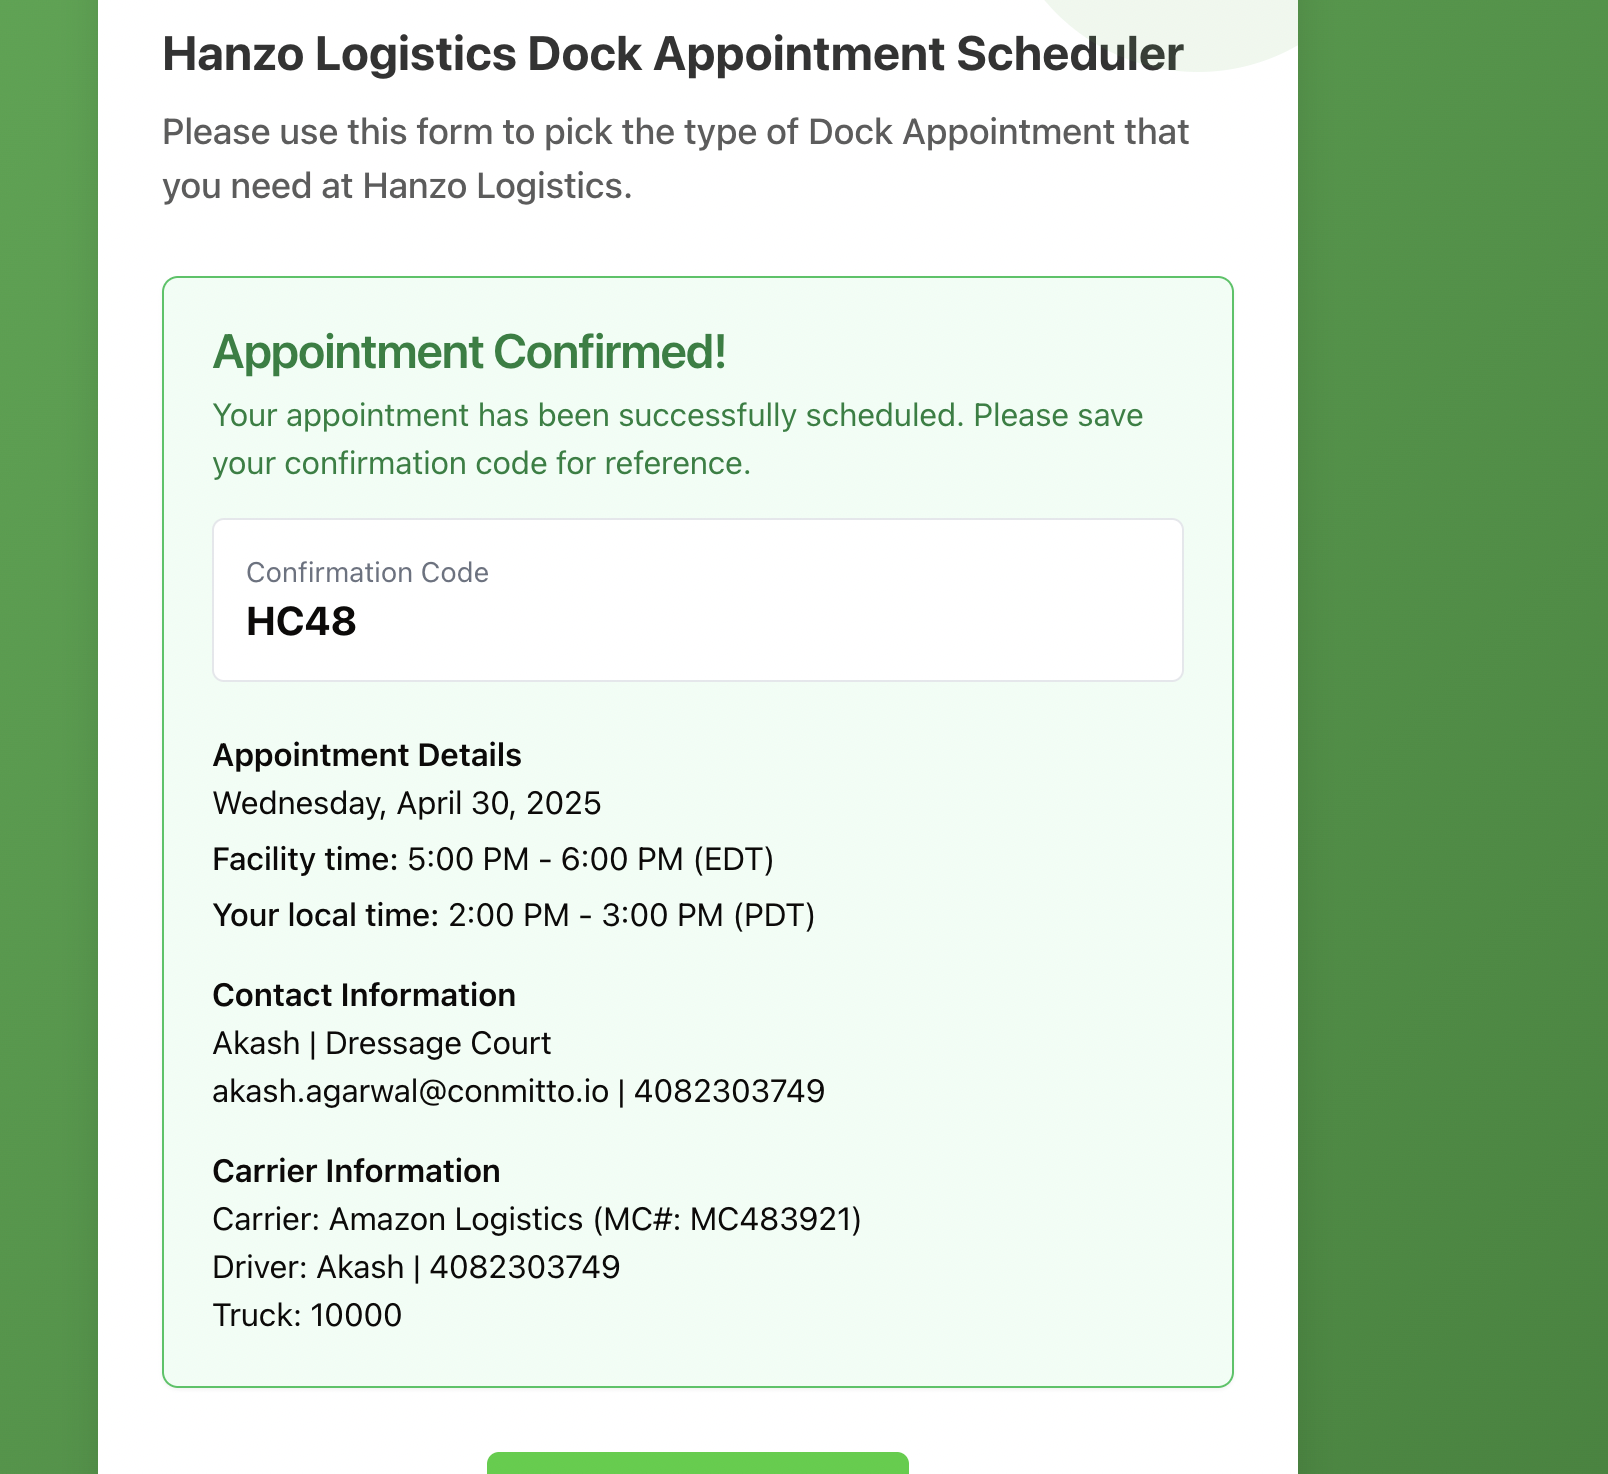 Hanzo Logistics Dock Appointment Scheduler
Please use this form to pick the type of Dock Appointment that
you need at Hanzo Logistics.
Appointment Confirmed!
Your appointment has been successfully scheduled. Please save
your confirmation code for reference.
Confirmation Code
HC48
Appointment Details
Wednesday, April 30, 2025
Facility time: 5:00 PM - 6:00 PM (EDT)
Your local time: 2:00 PM - 3:00 PM (PDT)
Contact Information
Akash | Dressage Court
akash.agarwal@conmitto.io | 4082303749
Carrier Information
Carrier: Amazon Logistics (MC#: MC483921)
Driver: Akash | 4082303749
Truck: 10000